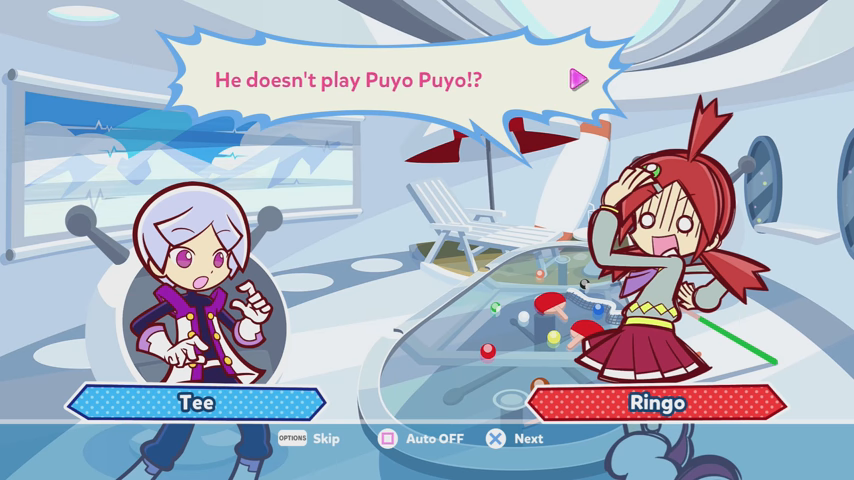 He doesn't play Puyo Puyo!?
Tee
Ringo
OPTIONS Skip Auto OFF Next